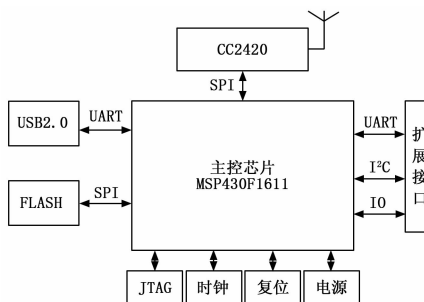 CC2420
SPI
USB2.0
UART
主控芯片
MSP430F1611
UART
扩展接口
I²C
FLASH
SPI
IO
JTAG
时钟
复位
电源